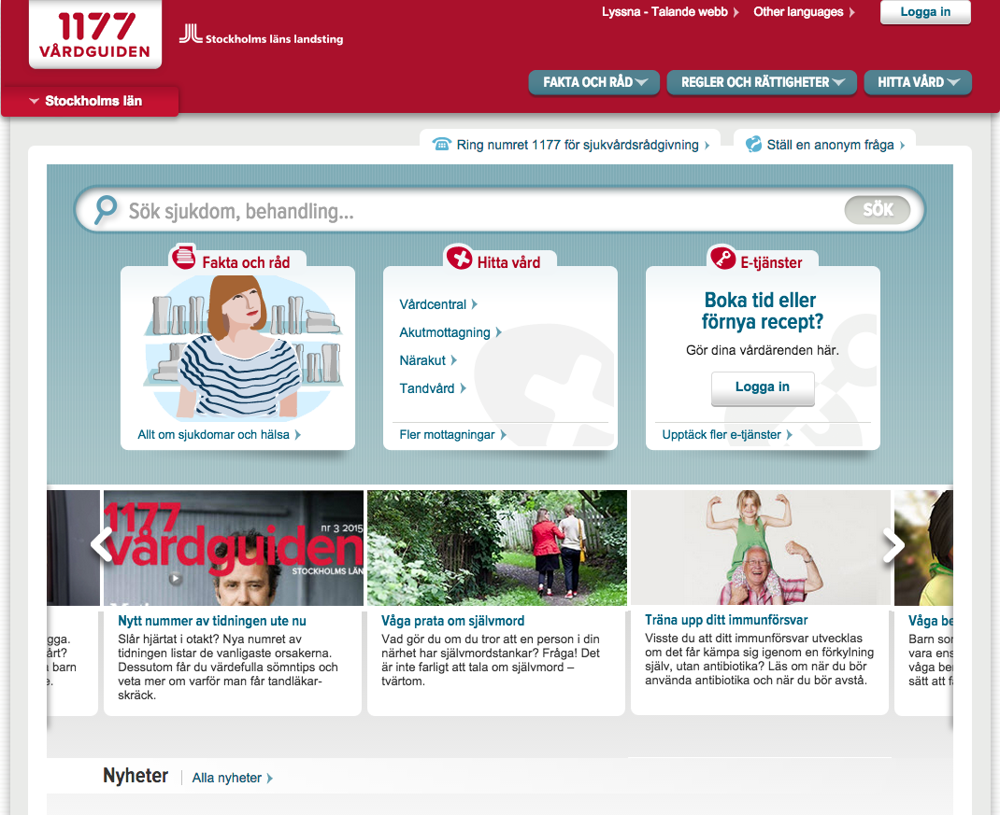 1177
VÅRDGUIDEN
Stockholms läns landsting
Lyssna - Talande webb
Other languages
Logga in
Stockholms län
FAKTA OCH RÅD
REGLER OCH RÄTTIGHETER
HITTA VÅRD
Ring numret 1177 för sjukvårdsrådgivning
Ställ en anonym fråga
Sök sjukdom, behandling...
SÖK
Fakta och råd
Allt om sjukdomar och hälsa
Hitta vård
Vårdcentral
Akutmottagning
Närakut
Tandvård
Fler mottagningar
E-tjänster
Boka tid eller
förnya recept?
Gör dina vårdärenden här.
Logga in
Upptäck fler e-tjänster
gga.
årt?
barn
e.
1177
nr 3 2015
vårdguiden
STOCKHOLMS LÄN
Nytt nummer av tidningen ute nu
Slår hjärtat i otakt? Nya numret av
tidningen listar de vanligaste orsakerna.
Dessutom får du värdefulla sömntips och
veta mer om varför man får tandläkar-
skräck.
Våga prata om självmord
Vad gör du om du tror att en person i din
närhet har självmordstankar? Fråga! Det
är inte farligt att tala om självmord –
tvärtom.
Träna upp ditt immunförsvar
Visste du att ditt immunförsvar utvecklas
om det får kämpa sig igenom en förkylning
själv, utan antibiotika? Läs om när du bör
använda antibiotika och när du bör avstå.
Våga be
Barn sor
vara ens
våga ber
sätt att f
Nyheter
Alla nyheter